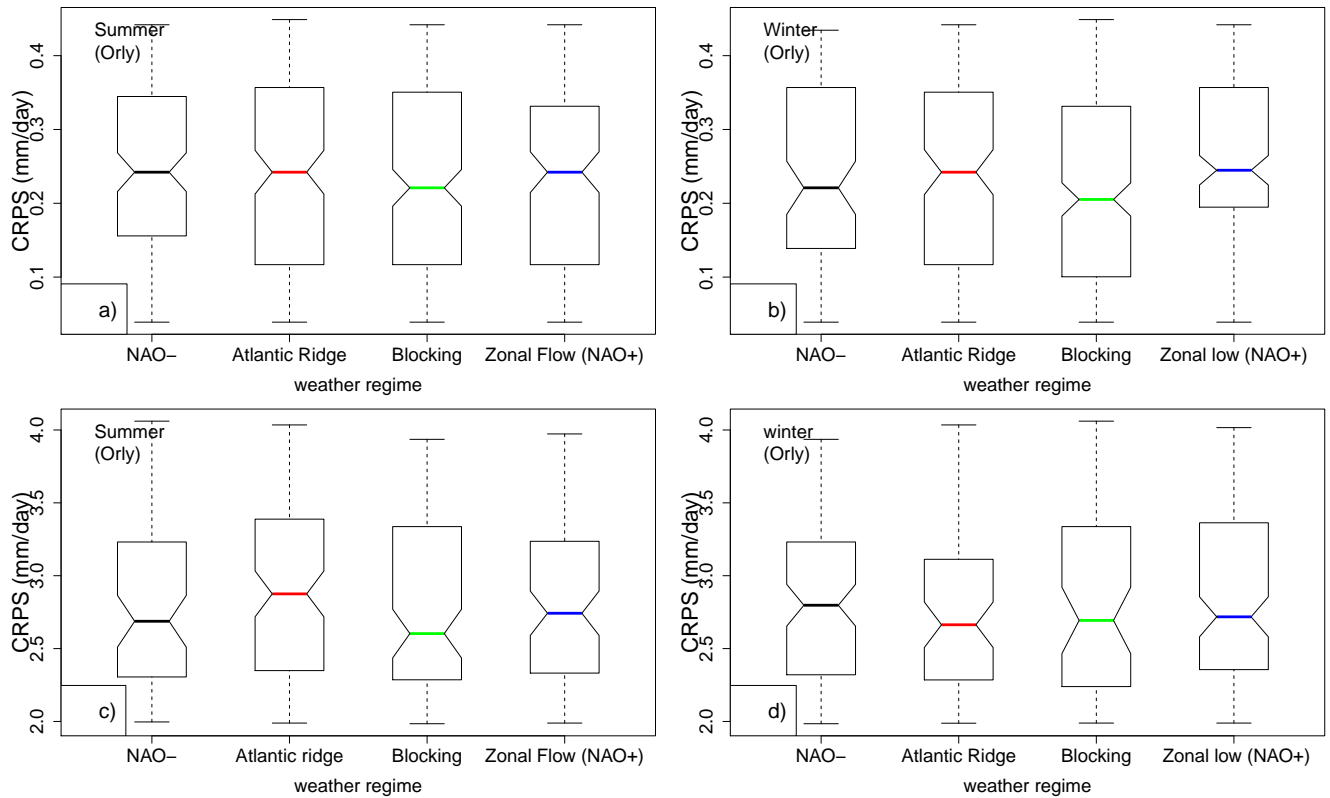 Summer
(Orly)
CRPS (mm/day)
0.4
0.3
0.2
0.1
a)
NAO− Atlantic Ridge Blocking Zonal Flow (NAO+)
weather regime
Winter
(Orly)
CRPS (mm/day)
0.4
0.3
0.2
0.1
b)
NAO− Atlantic Ridge Blocking Zonal low (NAO+)
weather regime
Summer
(Orly)
CRPS (mm/day)
4.0
3.5
3.0
2.5
2.0
c)
NAO− Atlantic ridge Blocking Zonal Flow (NAO+)
weather regime
winter
(Orly)
CRPS (mm/day)
4.0
3.5
3.0
2.5
2.0
d)
NAO− Atlantic Ridge Blocking Zonal low (NAO+)
weather regime